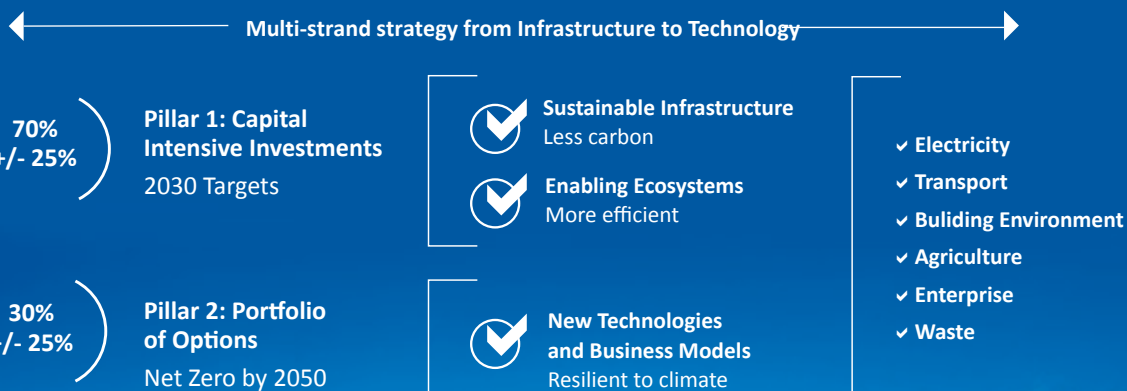 Multi-strand strategy from Infrastructure to Technology
70%
+/- 25%
Pillar 1: Capital
Intensive Investments
2030 Targets
Sustainable Infrastructure
Less carbon
Enabling Ecosystems
More efficient
30%
+/- 25%
Pillar 2: Portfolio
of Options
Net Zero by 2050
New Technologies
and Business Models
Resilient to climate
Electricity
Transport
Buliding Environment
Agriculture
Enterprise
Waste